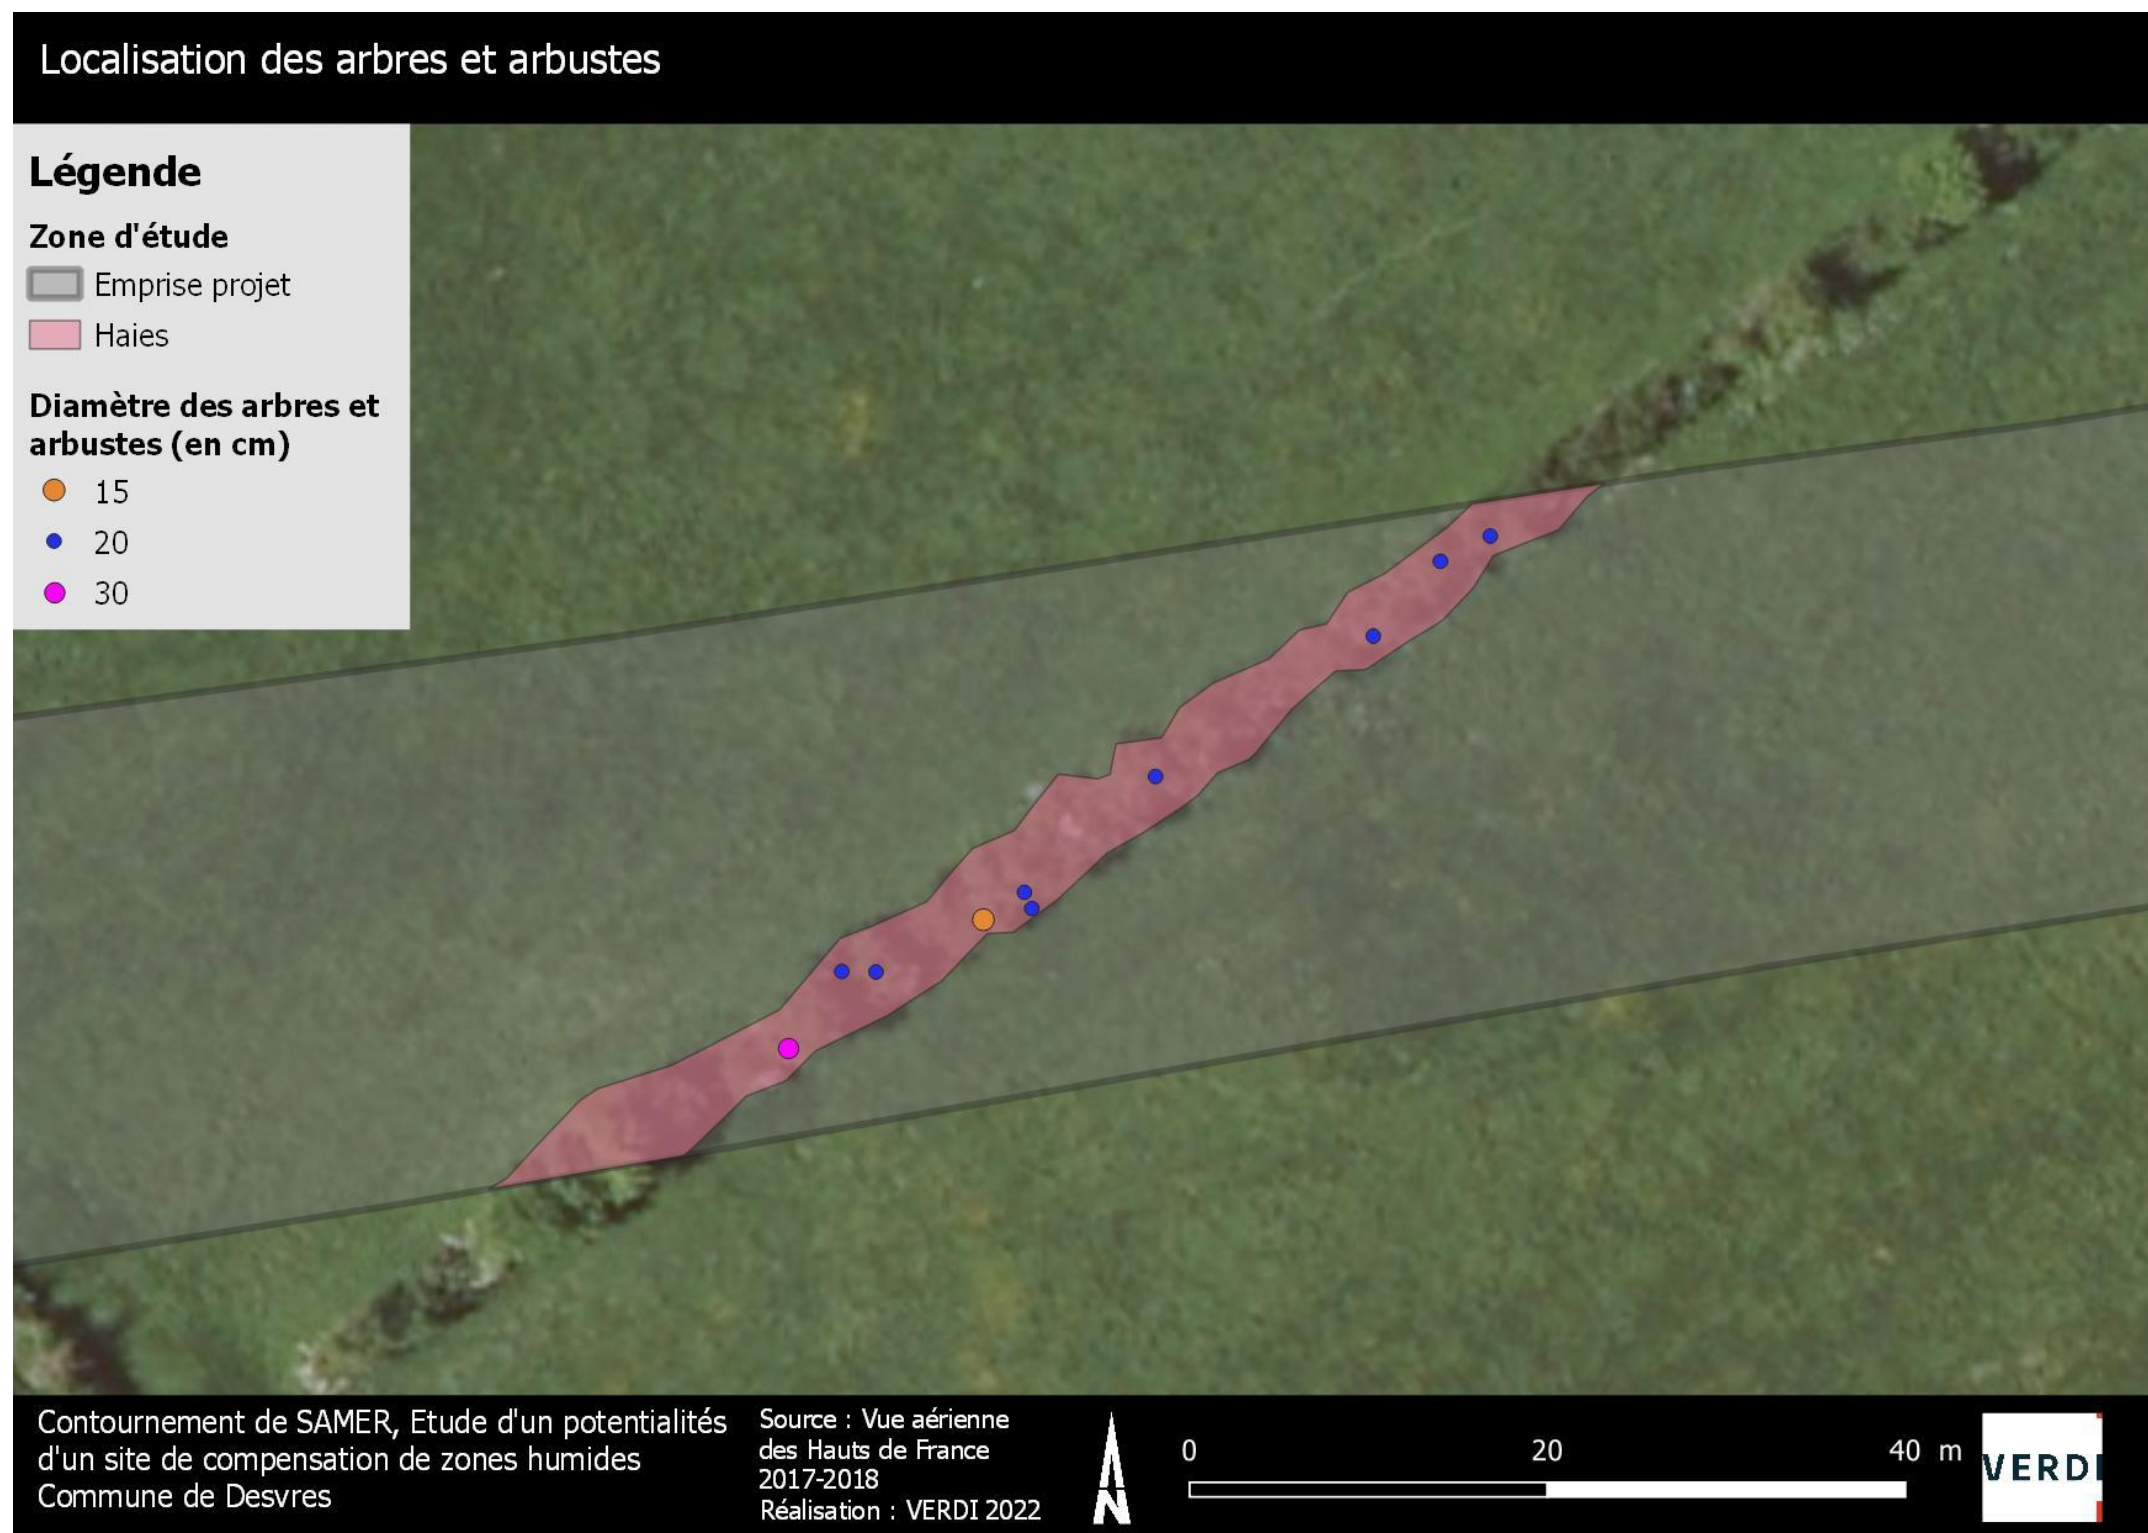 Localisation des arbres et arbustes
Légende
Zone d'étude
Emprise projet
Haies
Diamètre des arbres et
arbustes (en cm)
15
20
30
Contournement de SAMER, Etude d'un potentialités
d'un site de compensation de zones humides
Commune de Desvres
Source : Vue aérienne
des Hauts de France
2017-2018
Réalisation : VERDI 2022
N
0 20 40 m
VERDI